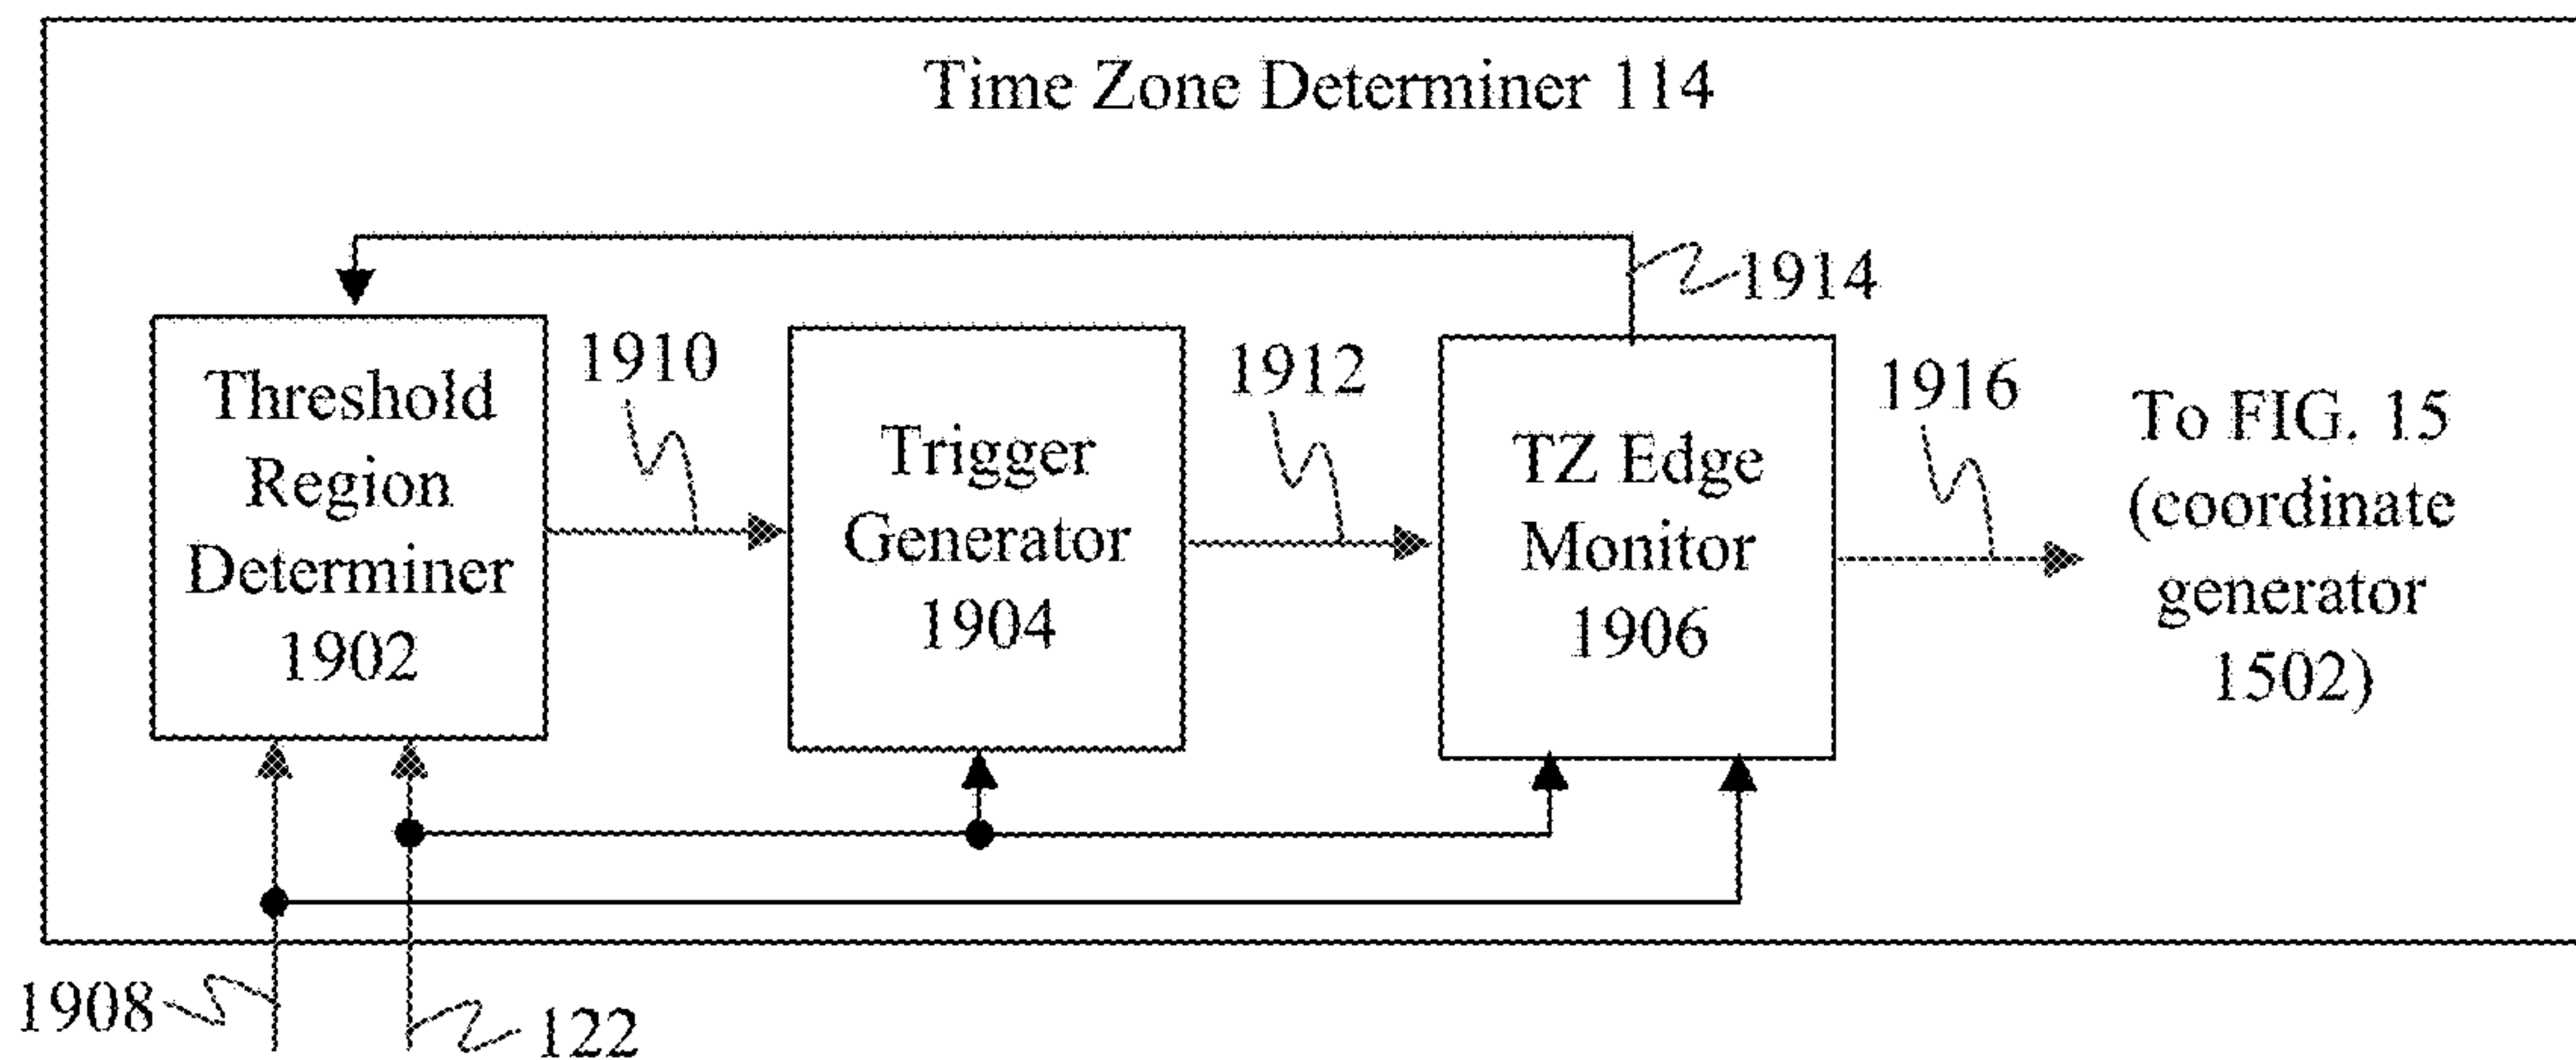 Time Zone Determiner 114
1914
Threshold
Region
Determiner
1902
1910
Trigger
Generator
1904
1912
TZ Edge
Monitor
1906
1916
To FIG. 15
(coordinate
generator
1502)
1908
122